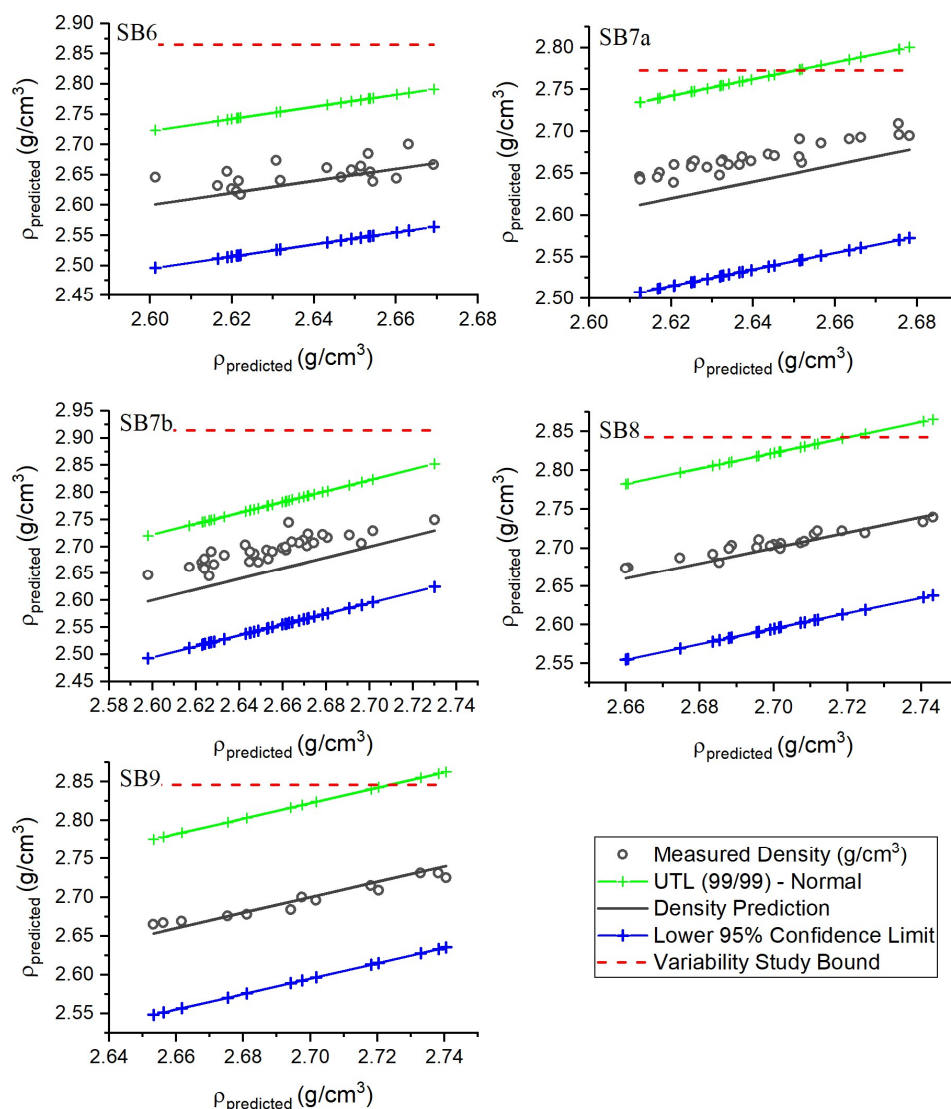 SB6
2.90
2.85
2.80
2.75
2.70
2.65
2.60
2.55
2.50
2.45
2.60 2.62 2.64 2.66 2.68
ρpredicted (g/cm³)
ρpredicted (g/cm³)
SB7a
2.80
2.75
2.70
2.65
2.60
2.55
2.50
2.60 2.62 2.64 2.66 2.68
ρpredicted (g/cm³)
ρpredicted (g/cm³)
SB7b
2.95
2.90
2.85
2.80
2.75
2.70
2.65
2.60
2.55
2.50
2.45
2.58 2.60 2.62 2.64 2.66 2.68 2.70 2.72 2.74
ρpredicted (g/cm³)
ρpredicted (g/cm³)
SB8
2.85
2.80
2.75
2.70
2.65
2.60
2.55
2.66 2.68 2.70 2.72 2.74
ρpredicted (g/cm³)
ρpredicted (g/cm³)
SB9
2.85
2.80
2.75
2.70
2.65
2.60
2.55
2.64 2.66 2.68 2.70 2.72 2.74
ρpredicted (g/cm³)
ρpredicted (g/cm³)
Measured Density (g/cm³)
UTL (99/99) - Normal
Density Prediction
Lower 95% Confidence Limit
Variability Study Bound